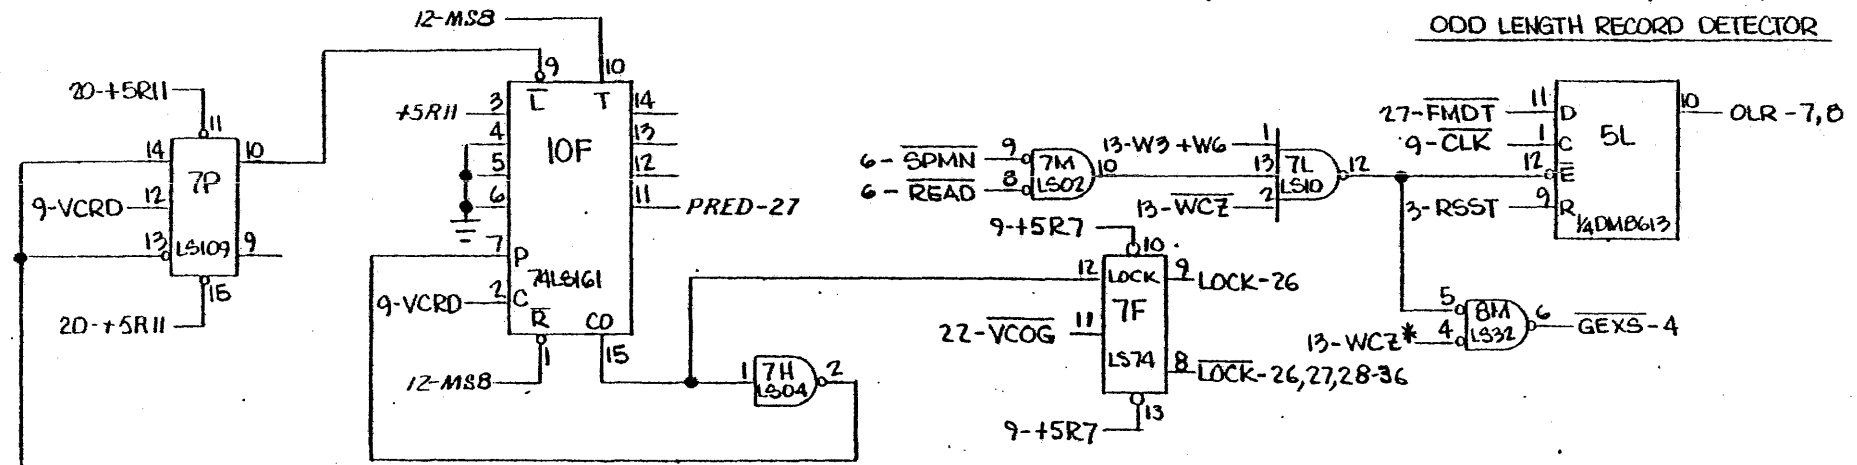 12-MS8
ODD LENGTH RECORD DETECTOR
20-+5R11
11
14
7P
10
9-VCRD
12
13
LS109
9
15
20-+5R11
9
10
L
T
+5R11
3
14
4
13
10F
5
12
6
11
PRED-27
7
P
74LS161
9-VCRD
2
C
R
CO
1
15
12-MS8
1
7H
LS04
2
6-SPMN
9
7M
10
6-READ
8
LS02
13-W3+W6
1
13
7L
12
LS10
13-WCZ
2
9-+5R7
10
12
LOCK
9
LOCK-26
7F
22-VCOG
11
LS74
8
LOCK-26,27,28-36
9-+5R7
13
27-FMDT
11
D
10
OLR-7,8
9-CLK
1
C
5L
12
E
3-RSST
9
R
1/4DM8613
5
8M
6
GEXS-4
13-WCZ*
4
LS32